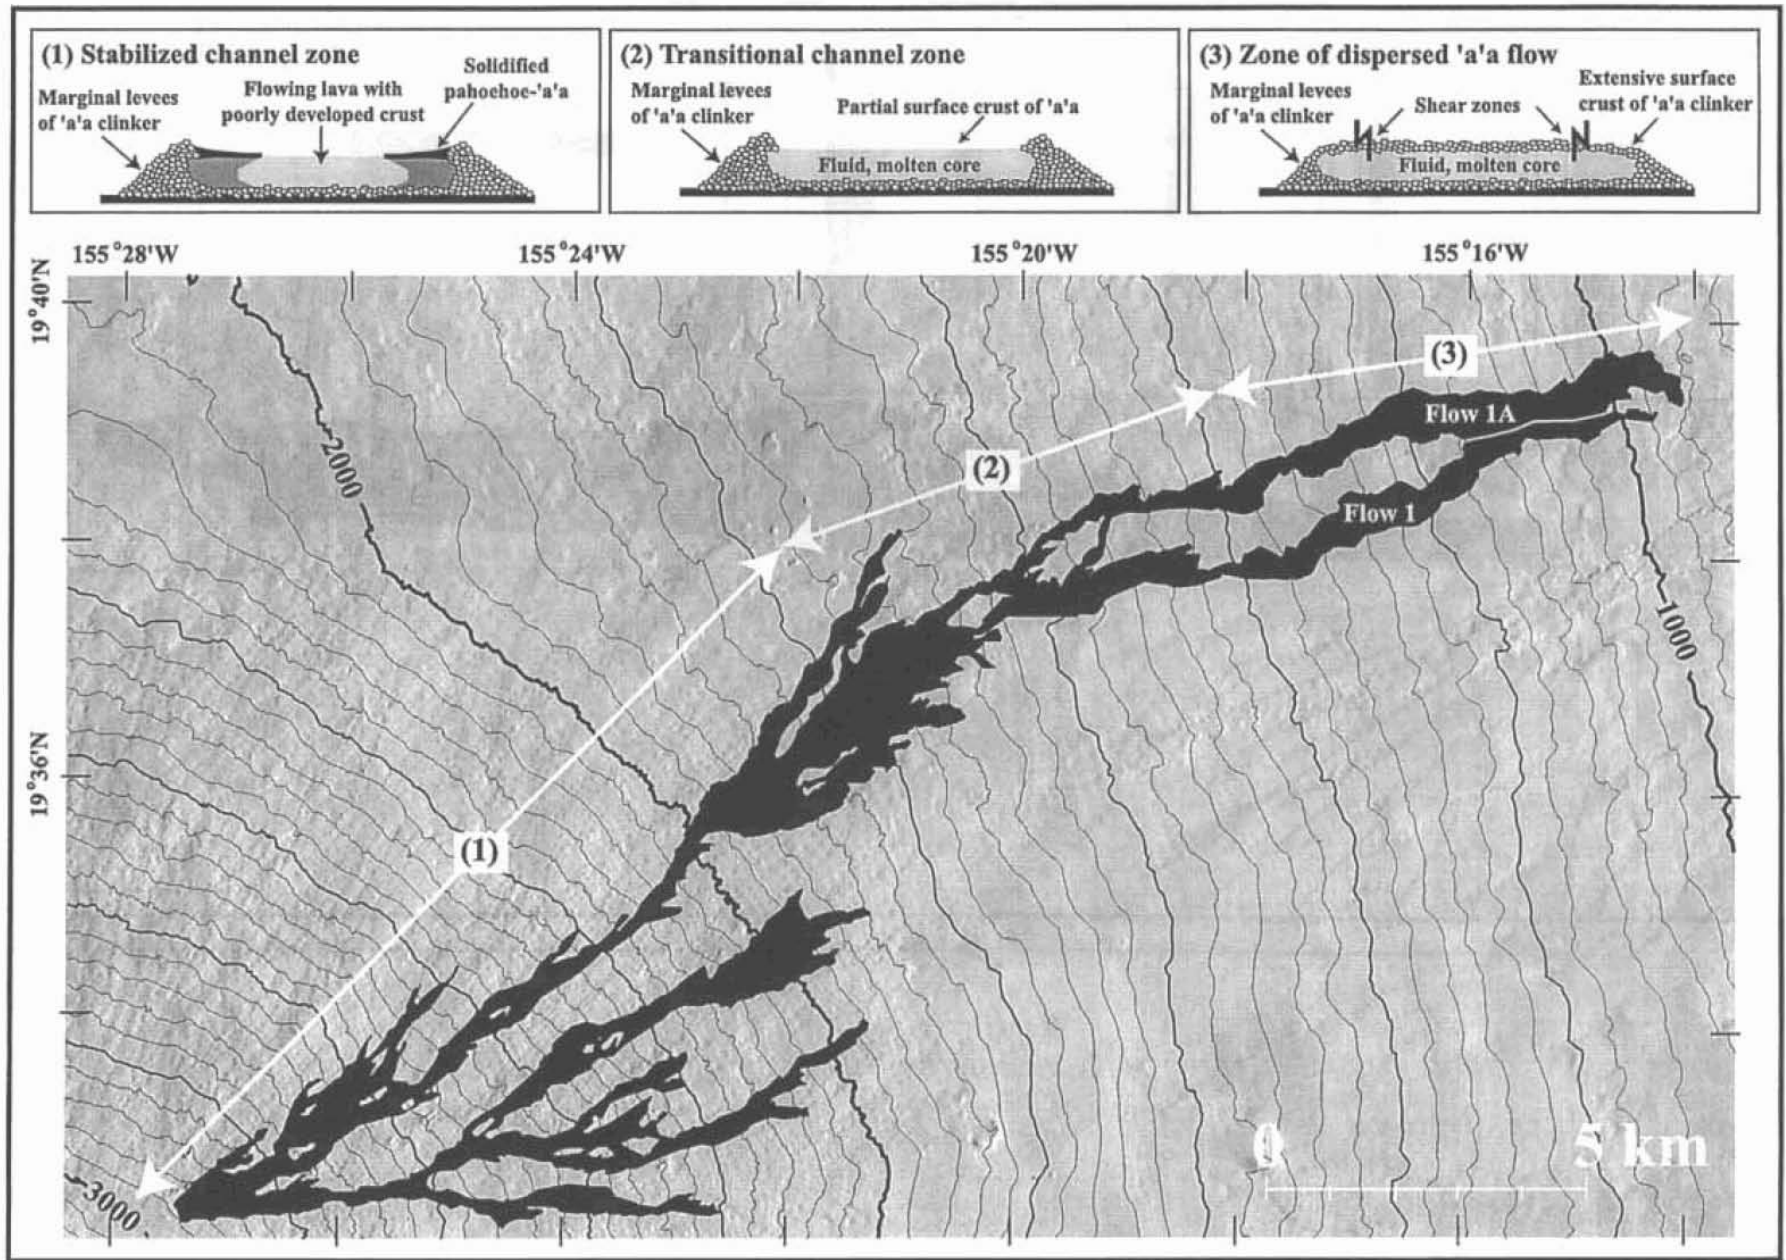 (1) Stabilized channel zone
Marginal levees
of 'a'a clinker
Flowing lava with
poorly developed crust
Solidified
pahoehoe-'a'a
(2) Transitional channel zone
Marginal levees
of 'a'a clinker
Partial surface crust of 'a'a
Fluid, molten core
(3) Zone of dispersed 'a'a flow
Marginal levees
of 'a'a clinker
Shear zones
Extensive surface
crust of 'a'a clinker
Fluid, molten core
155°28'W
155°24'W
155°20'W
155°16'W
19°40'N
(3)
Flow 1A
2000
(2)
Flow 1
1000
19°36'N
(1)
0
5 km
3000